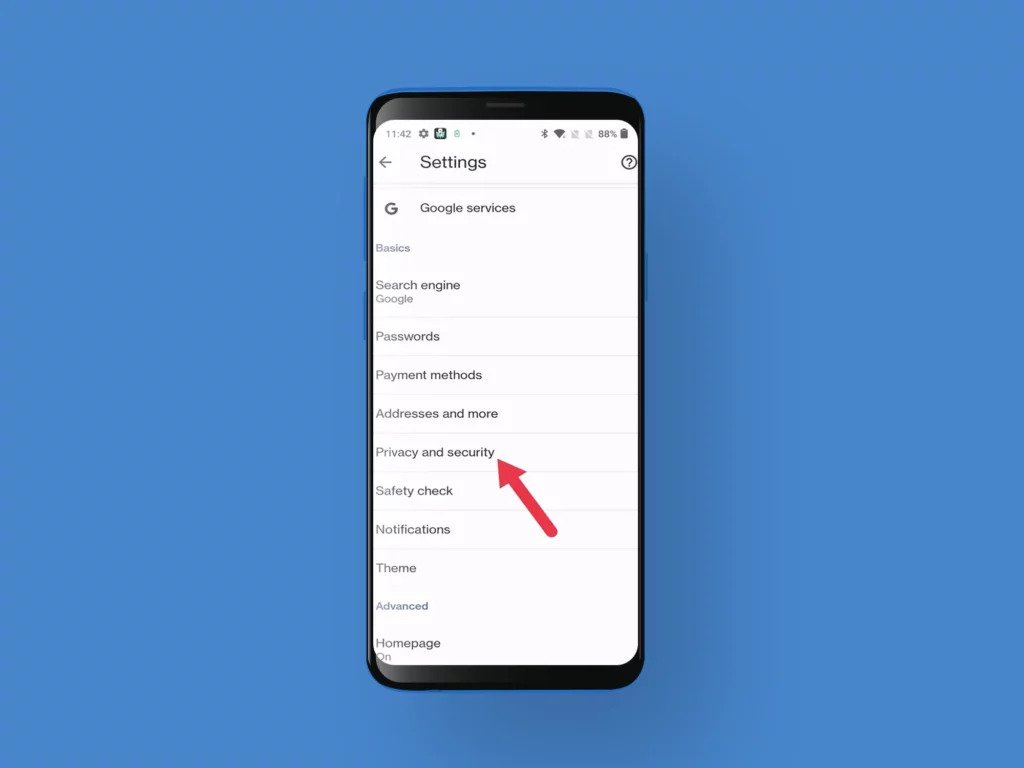 11:42 88%
Settings
Google services
Basics
Search engine
Google
Passwords
Payment methods
Addresses and more
Privacy and security
Safety check
Notifications
Theme
Advanced
Homepage
On